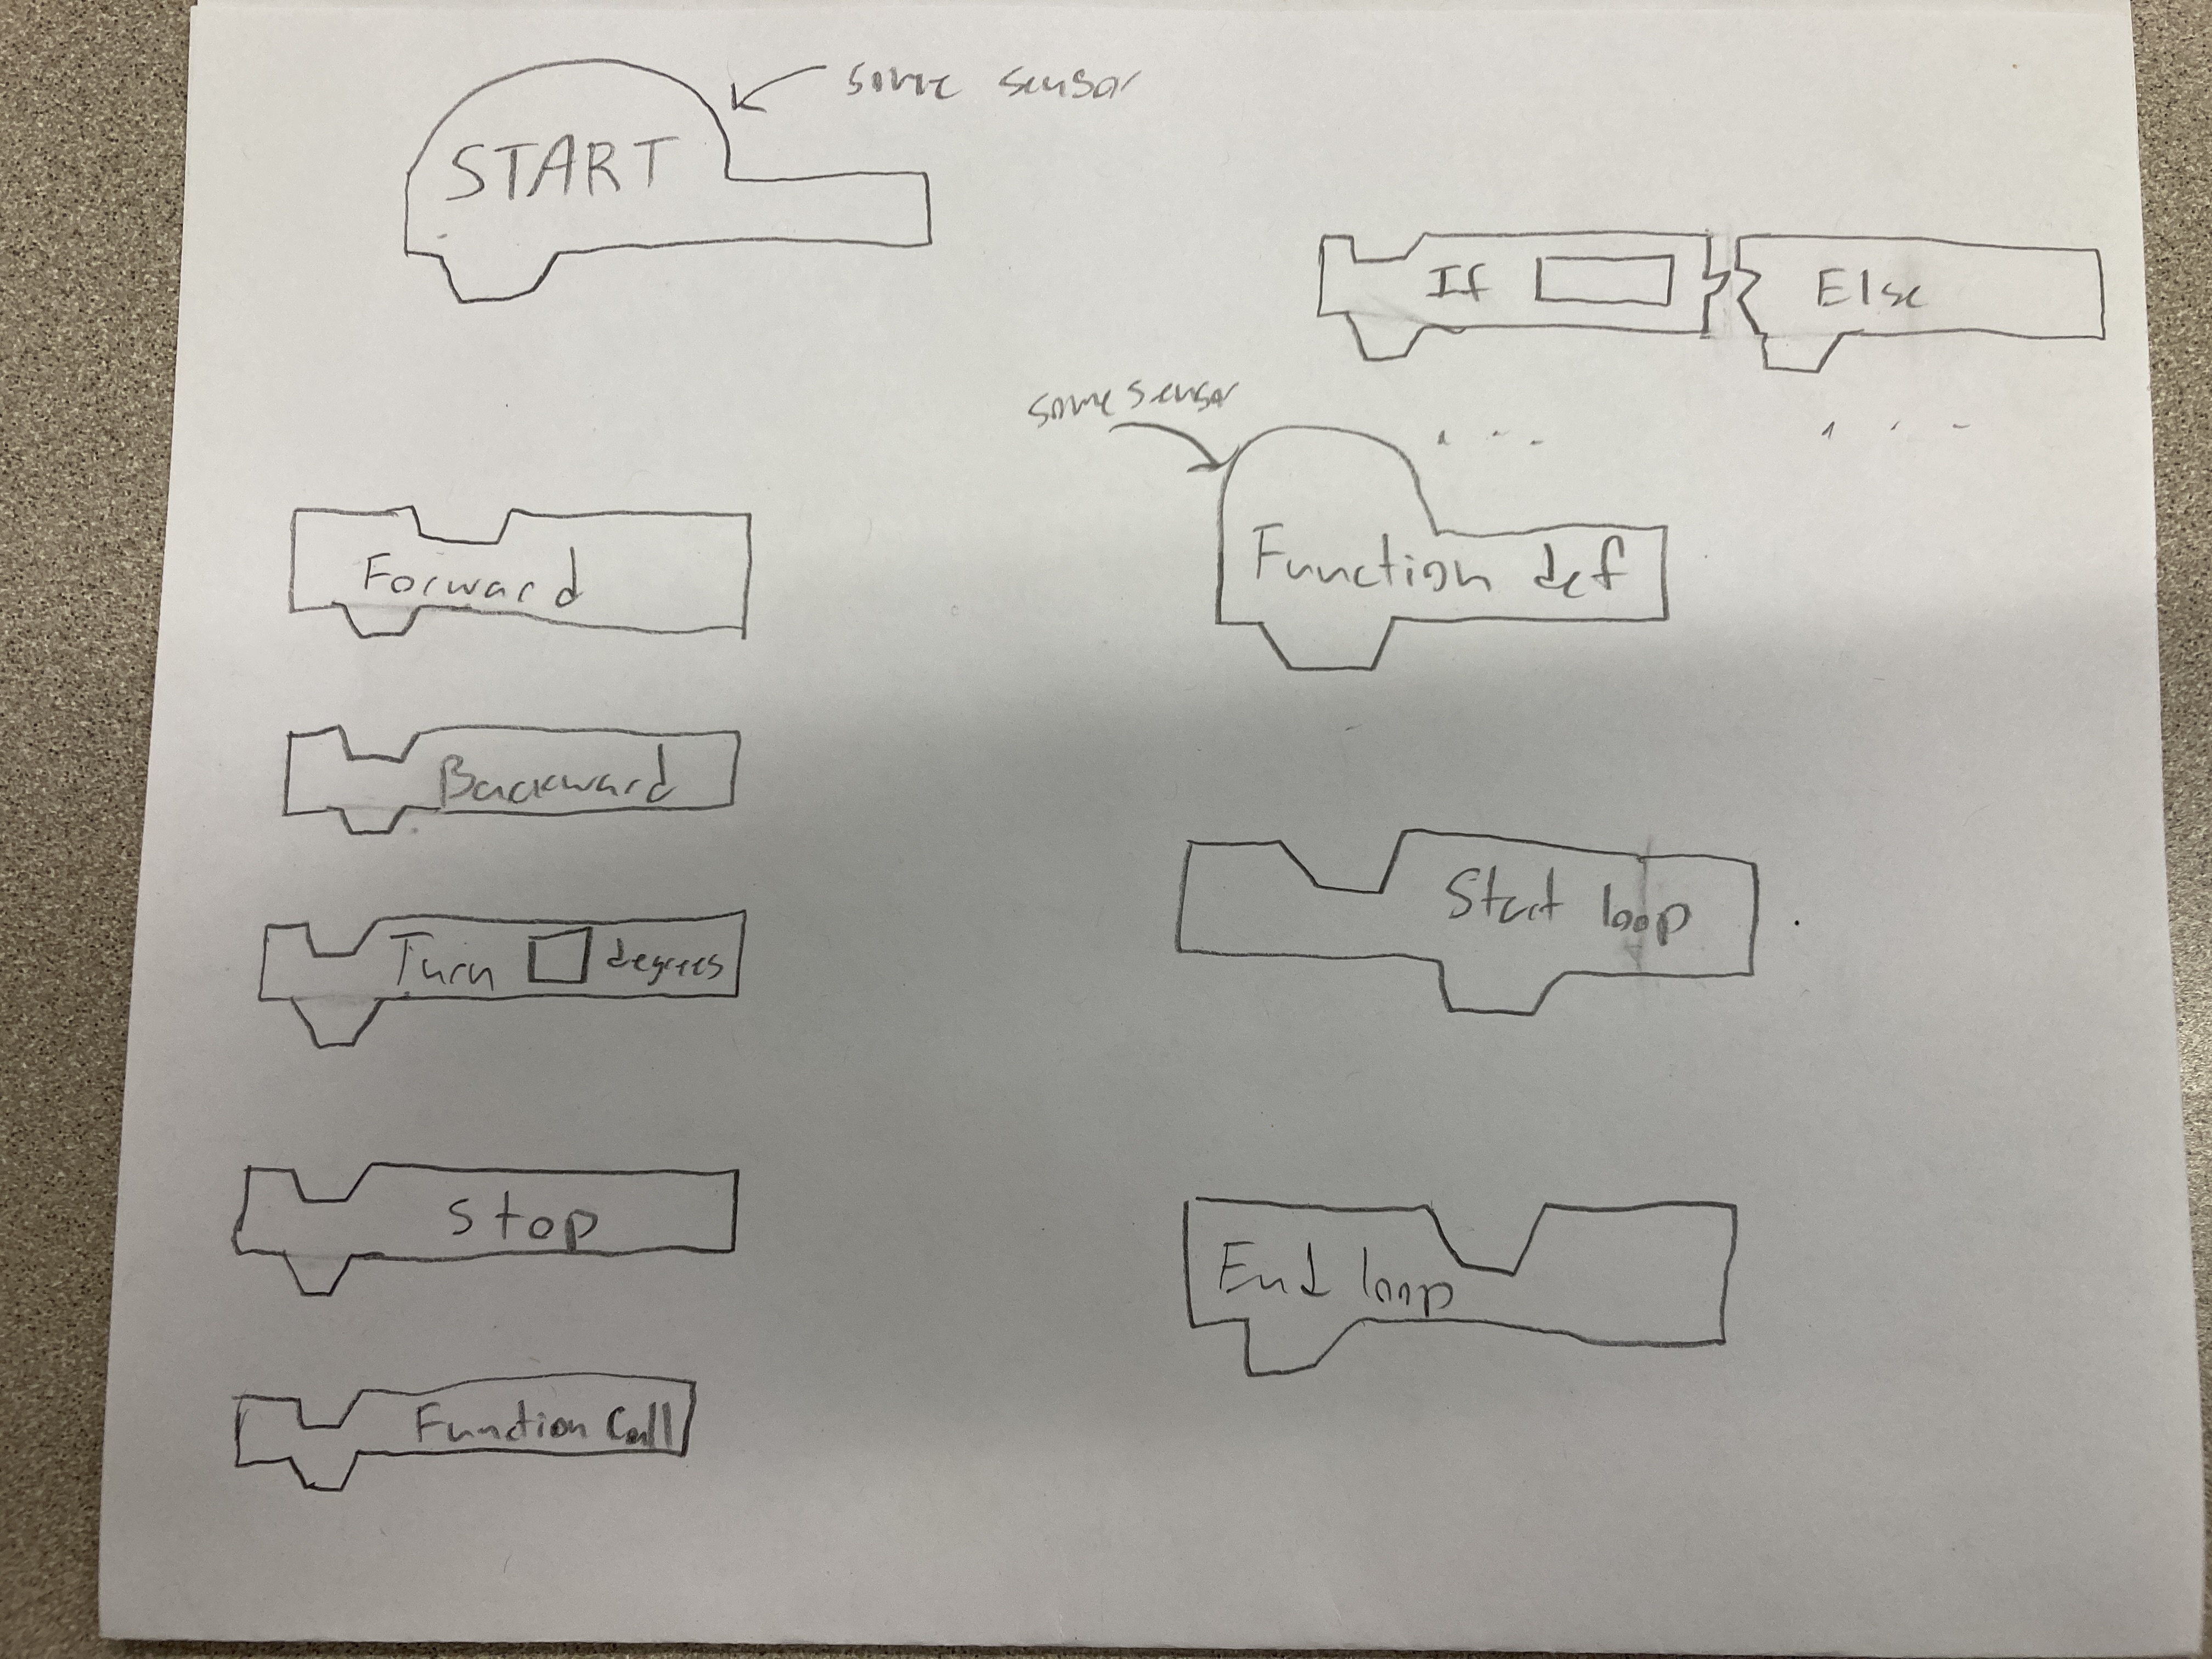 some sensor
START
If
Else
some sensor
Function def
Forward
Backward
Start loop
Turn degrees
Stop
End loop
Function Call